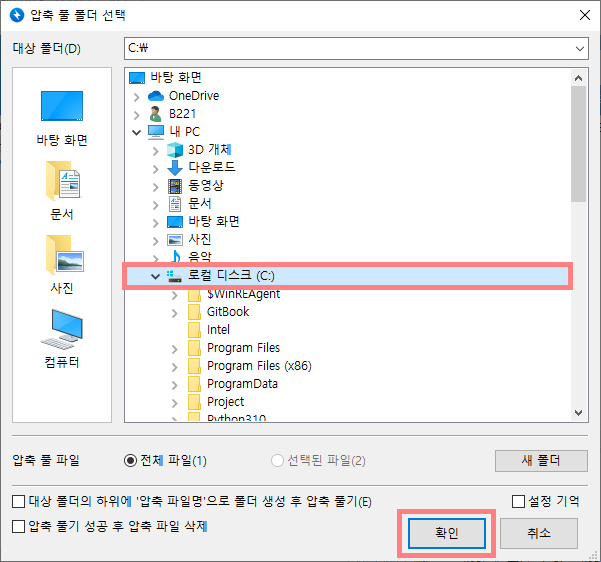 압축 풀 폴더 선택
대상 폴더(D)
C:\
바탕 화면
문서
사진
컴퓨터
바탕 화면
OneDrive
B221
내 PC
3D 개체
다운로드
동영상
문서
바탕 화면
사진
음악
로컬 디스크 (C:)
$WinREAgent
GitBook
Intel
Program Files
Program Files (x86)
ProgramData
Project
Python310
압축 풀 파일
전체 파일(1)
선택된 파일(2)
새 폴더
대상 폴더의 하위에 '압축 파일명'으로 폴더 생성 후 압축 풀기(E)
설정 기억
압축 풀기 성공 후 압축 파일 삭제
확인
취소